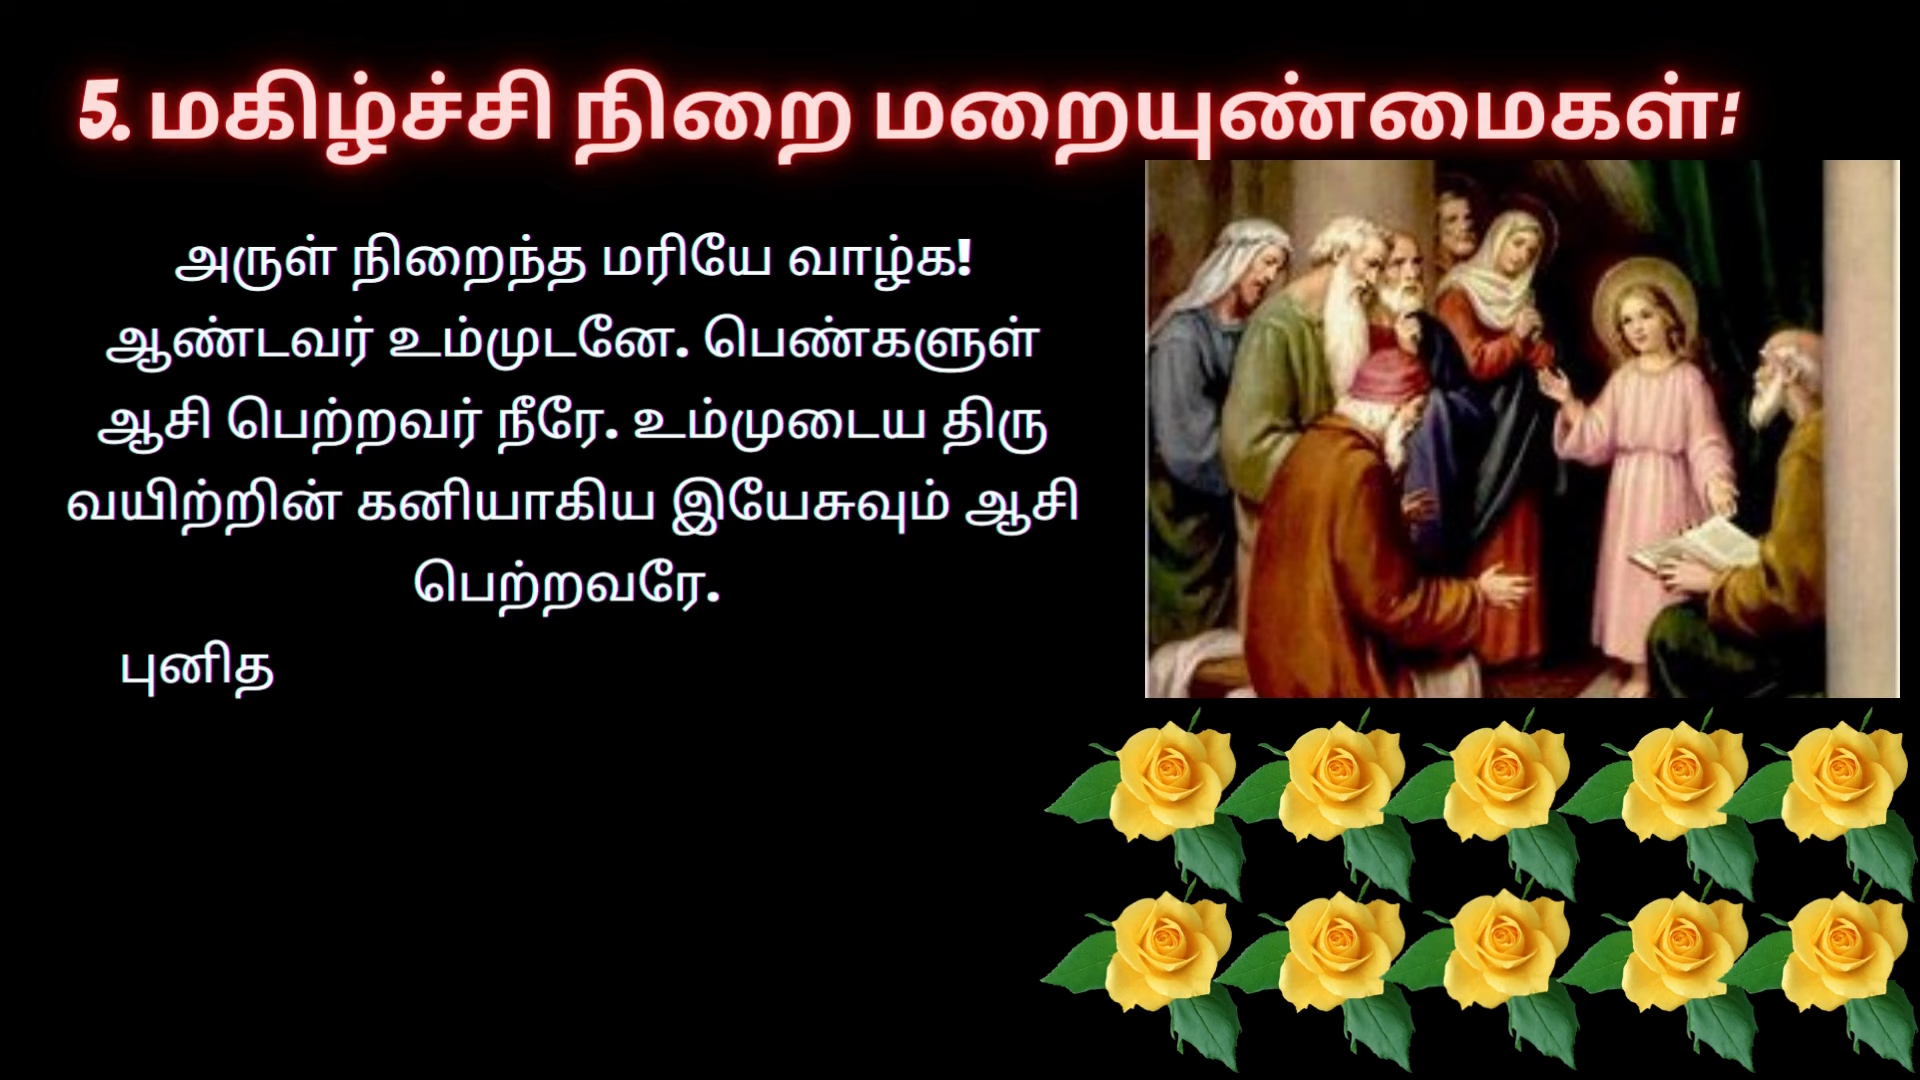 5. மகிழ்ச்சி நிறை மறையுண்மைகள்:
அருள் நிறைந்த மரியே வாழ்க!
ஆண்டவர் உம்முடனே. பெண்களுள்
ஆசி பெற்றவர் நீரே. உம்முடைய திரு
வயிற்றின் கனியாகிய இயேசுவும் ஆசி
பெற்றவரே.
புனித